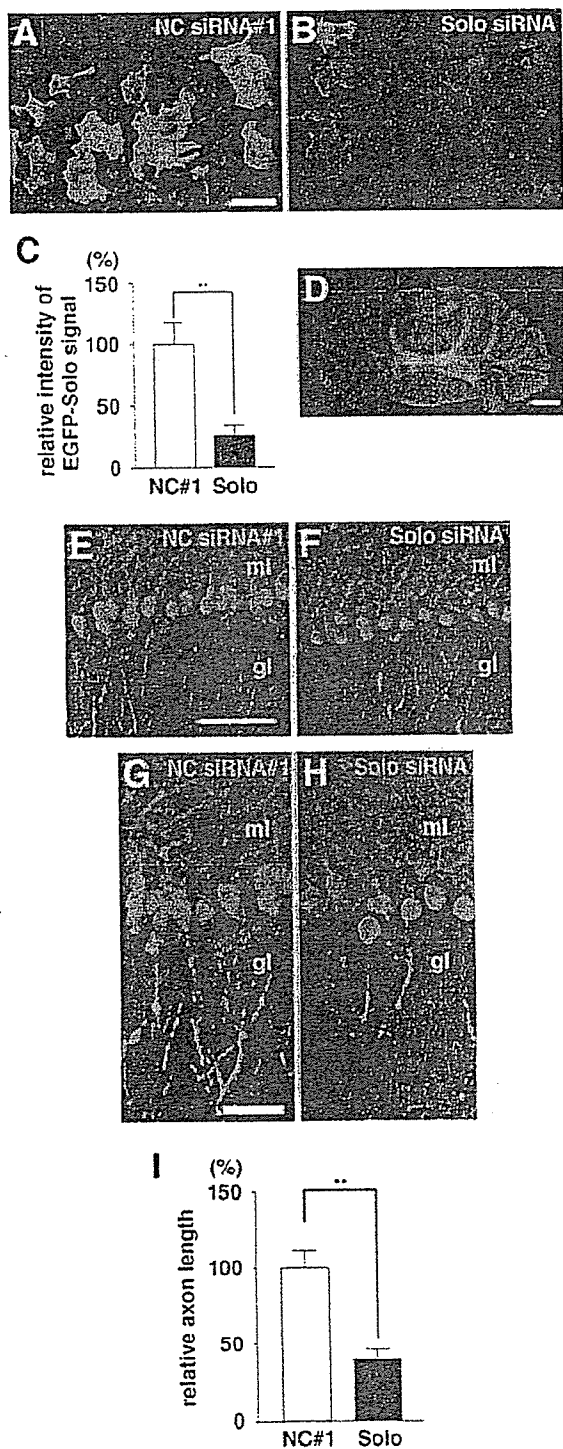 A NC siRNA#1
B Solo siRNA
C
(%)
150
100
50
0
relative intensity of
EGFP-Solo signal
**
NC#1 Solo
D
E NC siRNA#1
ml
gl
F Solo siRNA
ml
gl
G NC siRNA#1
ml
gl
H Solo siRNA
ml
gl
I
(%)
150
100
50
0
relative axon length
**
NC#1 Solo